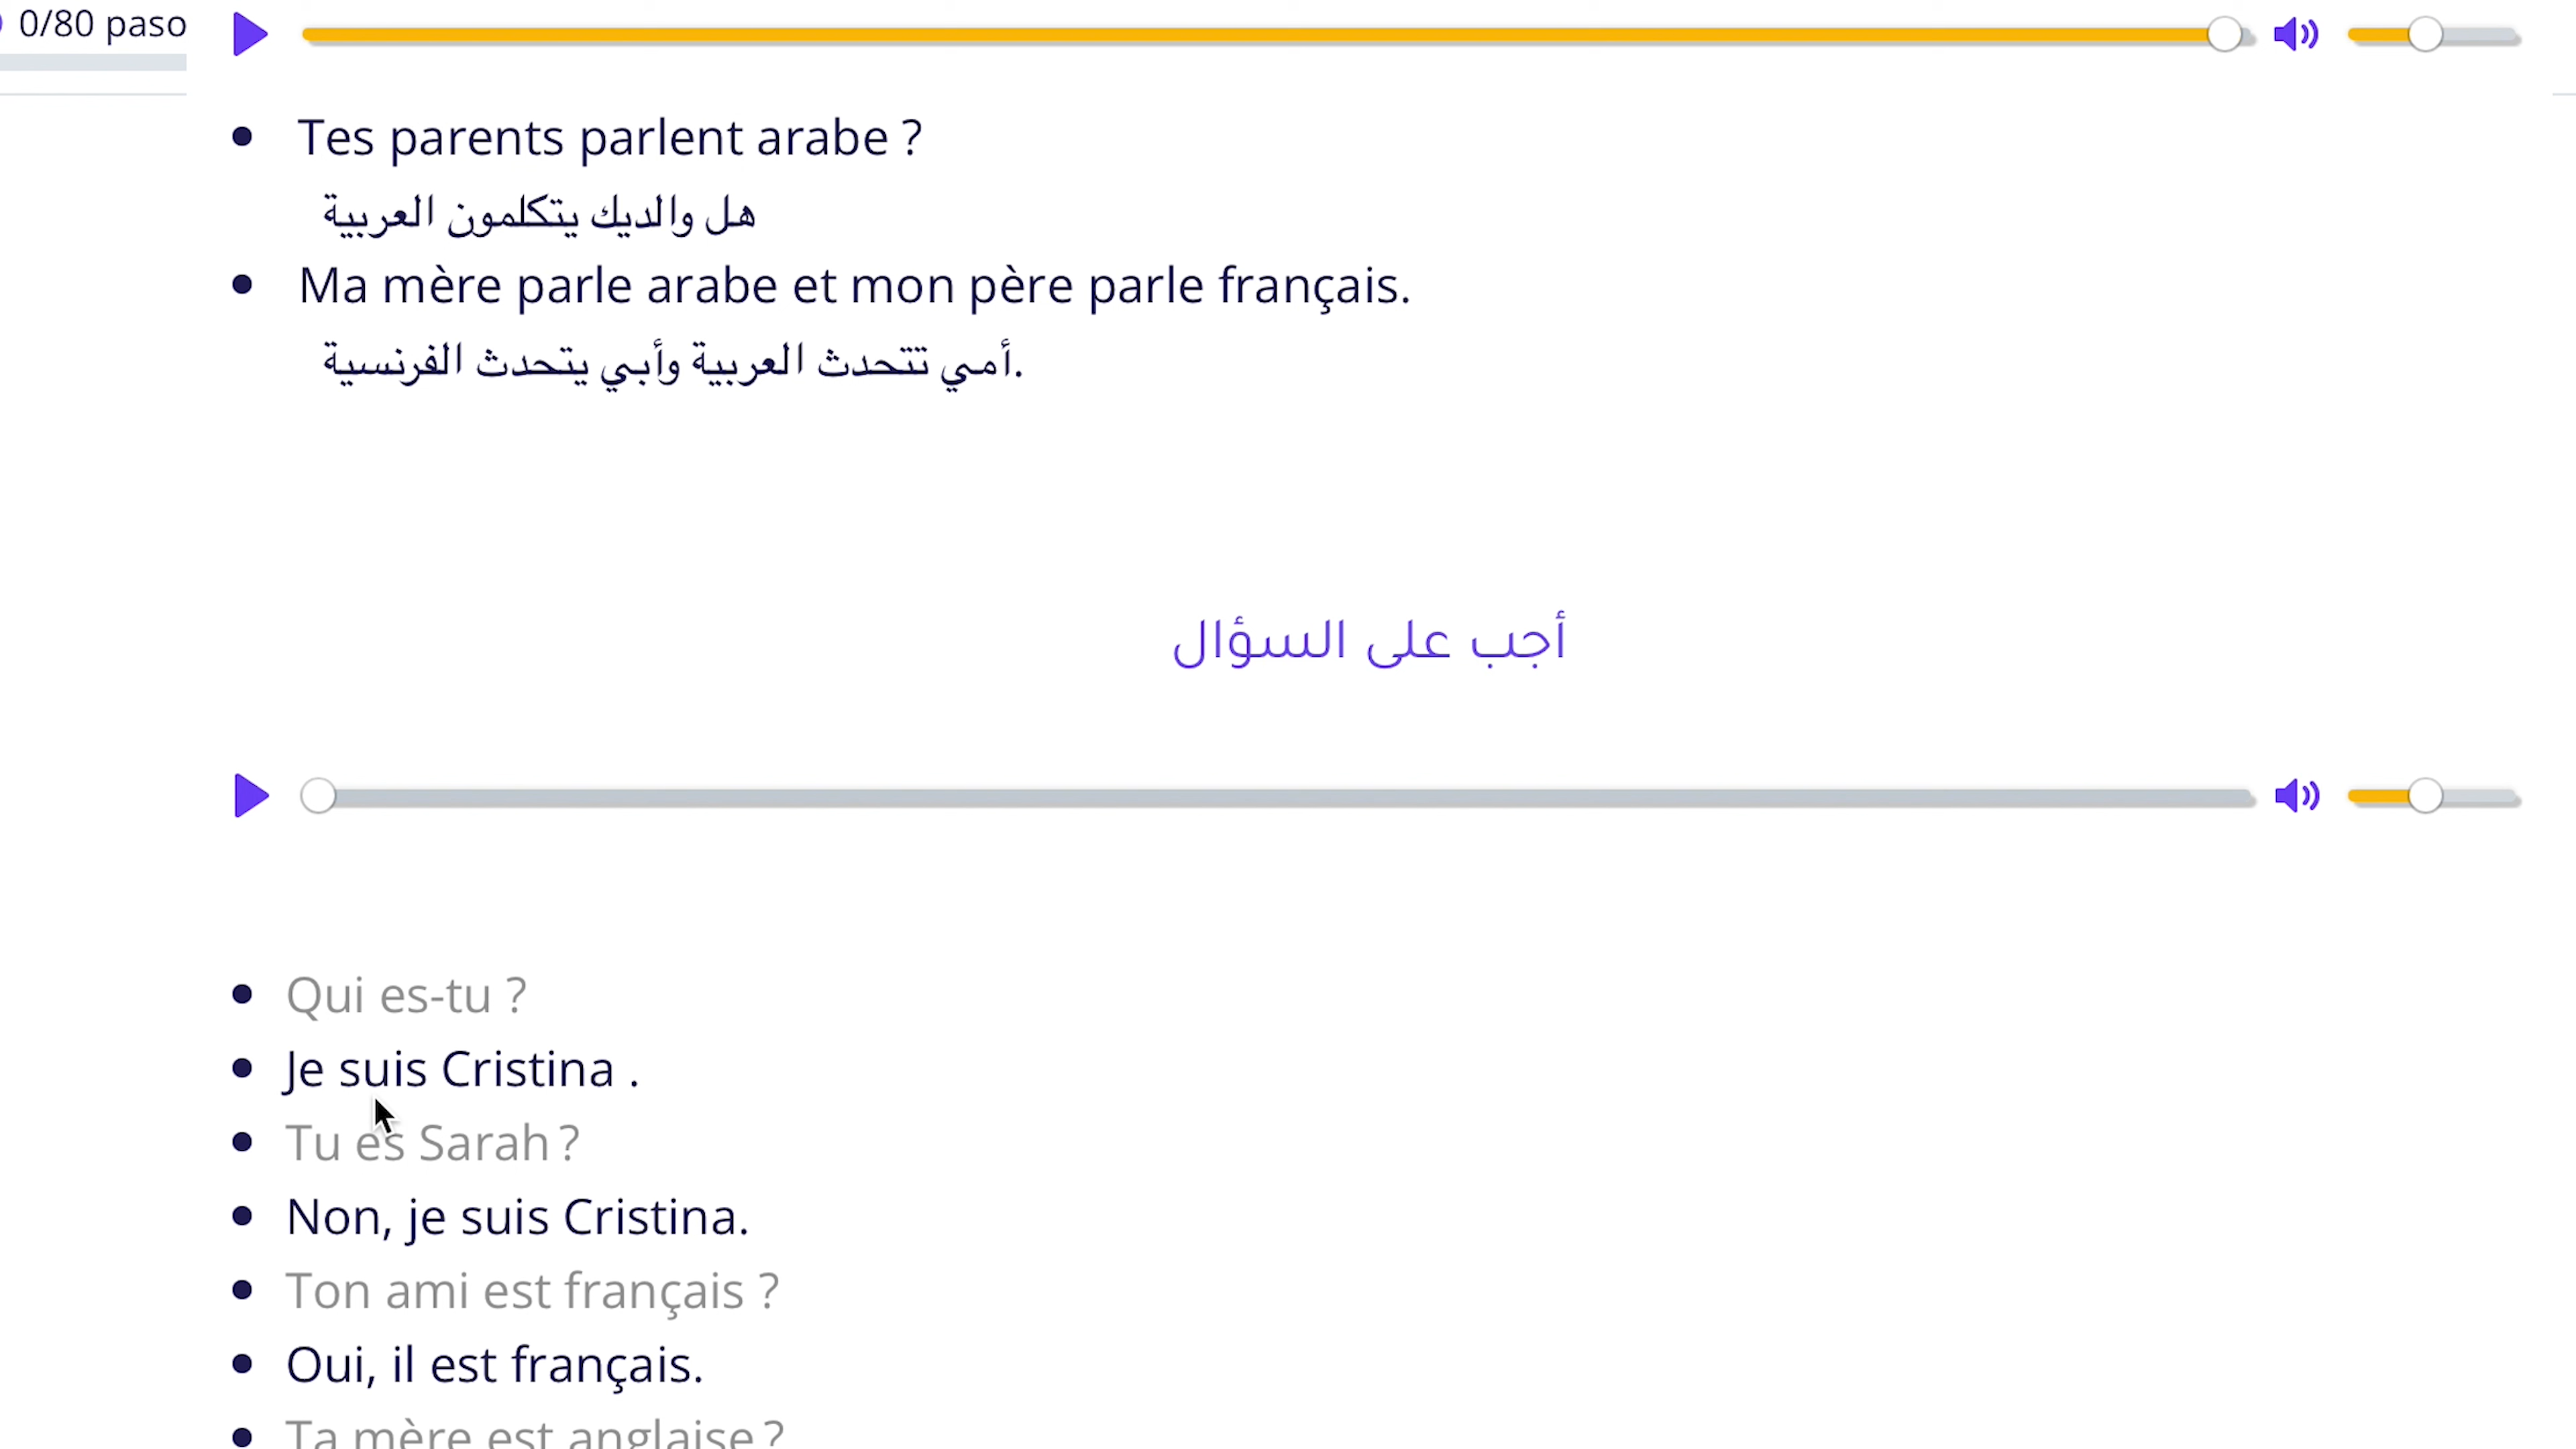 0/80 paso
Tes parents parlent arabe ?
هل والديك يتكلمون العربية
Ma mère parle arabe et mon père parle français.
أمي تتحدث العربية وأبي يتحدث الفرنسية.
أجب على السؤال
Qui es-tu ?
Je suis Cristina .
Tu es Sarah ?
Non, je suis Cristina.
Ton ami est français ?
Oui, il est français.
Ta mère est anglaise ?